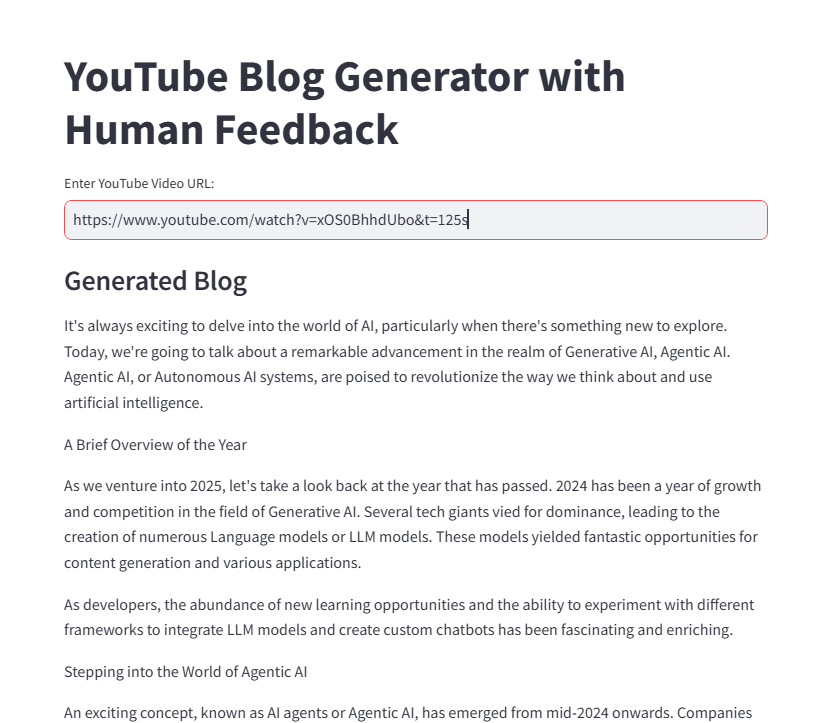 YouTube Blog Generator with
Human Feedback
Enter YouTube Video URL:
https://www.youtube.com/watch?v=xOS0BhhdUbo&t=125s
Generated Blog
It's always exciting to delve into the world of AI, particularly when there's something new to explore.
Today, we're going to talk about a remarkable advancement in the realm of Generative AI, Agentic AI.
Agentic AI, or Autonomous AI systems, are poised to revolutionize the way we think about and use
artificial intelligence.
A Brief Overview of the Year
As we venture into 2025, let's take a look back at the year that has passed. 2024 has been a year of growth
and competition in the field of Generative AI. Several tech giants vied for dominance, leading to the
creation of numerous Language models or LLM models. These models yielded fantastic opportunities for
content generation and various applications.
As developers, the abundance of new learning opportunities and the ability to experiment with different
frameworks to integrate LLM models and create custom chatbots has been fascinating and enriching.
Stepping into the World of Agentic AI
An exciting concept, known as AI agents or Agentic AI, has emerged from mid-2024 onwards. Companies